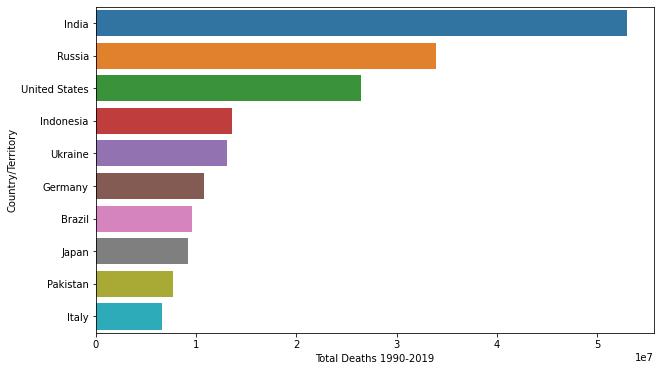 India
Russia
United States
Indonesia
Ukraine
Germany
Brazil
Japan
Pakistan
Italy
Country/Territory
0 1 2 3 4 5
1e7
Total Deaths 1990-2019